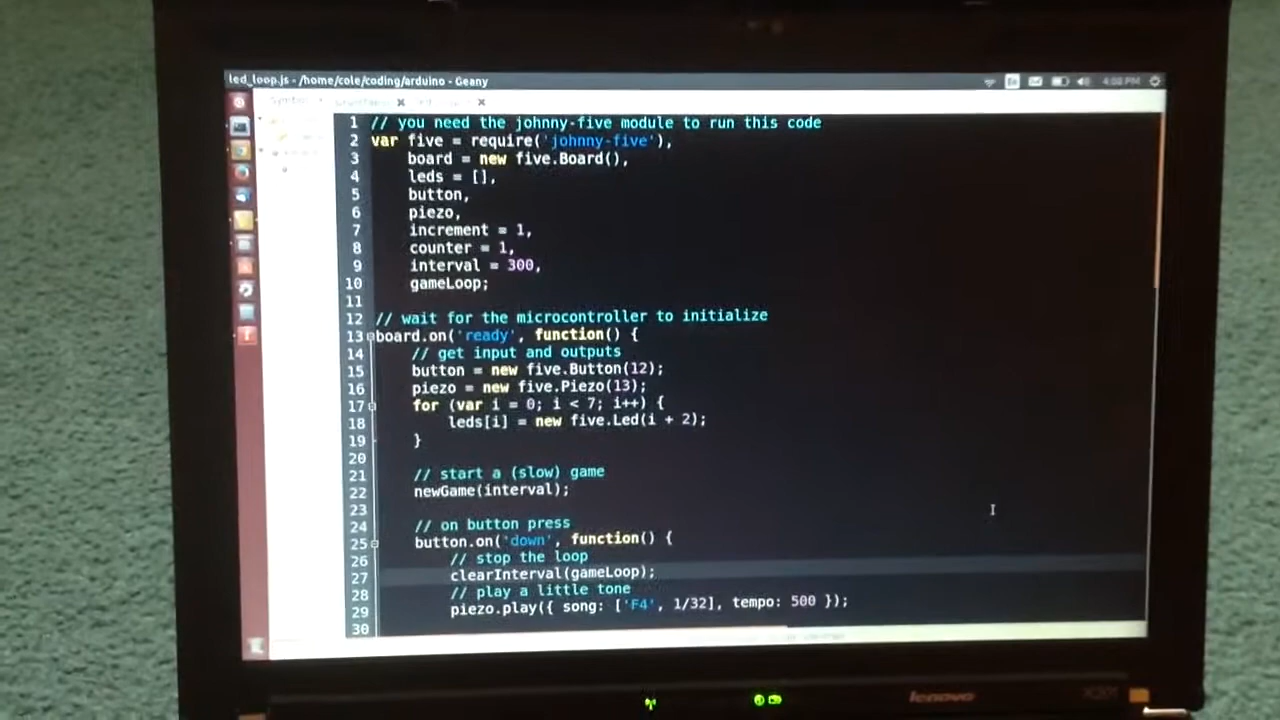 led_loop.js - /home/cole/coding/arduino - Geany
4:08 PM
1 // you need the johnny-five module to run this code
2 var five = require('johnny-five'),
3 board = new five.Board(),
4 leds = [],
5 button,
6 piezo,
7 increment = 1,
8 counter = 1,
9 interval = 300,
10 gameLoop;
11
12 // wait for the microcontroller to initialize
13 board.on('ready', function() {
14 // get input and outputs
15 button = new five.Button(12);
16 piezo = new five.Piezo(13);
17 for (var i = 0; i < 7; i++) {
18 leds[i] = new five.Led(i + 2);
19 }
20
21 // start a (slow) game
22 newGame(interval);
23
24 // on button press
25 button.on('down', function() {
26 // stop the loop
27 clearInterval(gameLoop);
28 // play a little tone
29 piezo.play({ song: ['F4', 1/32], tempo: 500 });
30
lenovo